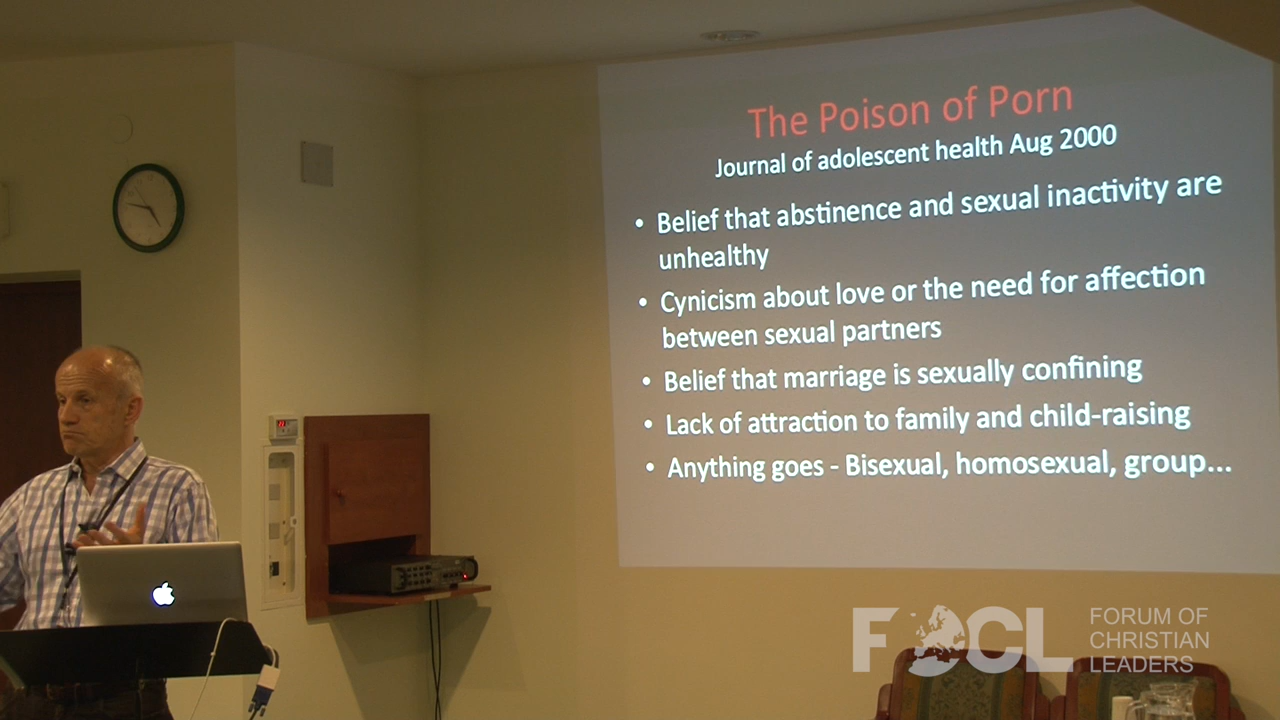 The Poison of Porn
Journal of adolescent health Aug 2000
• Belief that abstinence and sexual inactivity are
unhealthy
• Cynicism about love or the need for affection
between sexual partners
• Belief that marriage is sexually confining
• Lack of attraction to family and child-raising
• Anything goes - Bisexual, homosexual, group...
FOCL
FORUM OF
CHRISTIAN
LEADERS